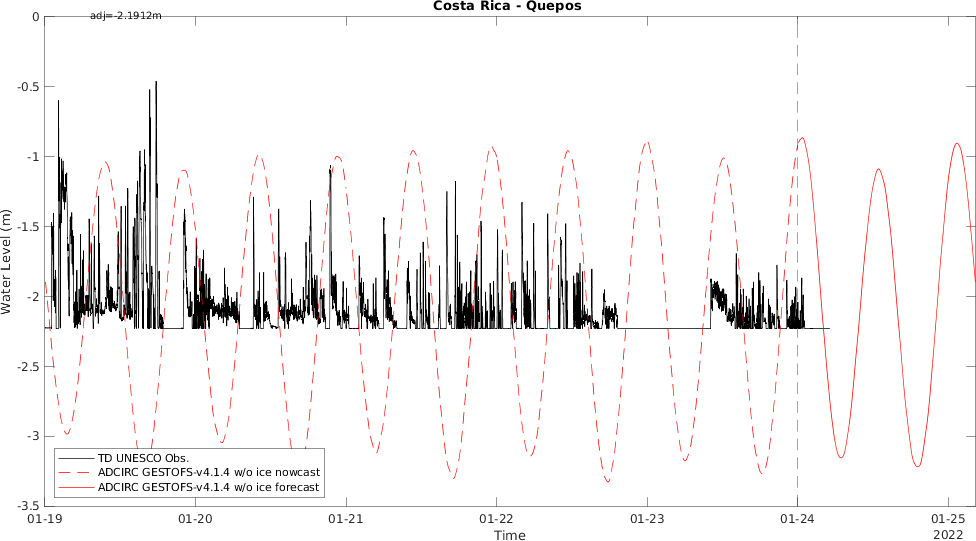 Costa Rica - Quepos
adj=-2.1912m
0
-0.5
-1
-1.5
-2
-2.5
-3
-3.5
Water Level (m)
TD UNESCO Obs.
ADCIRC GESTOFS-v4.1.4 w/o ice nowcast
ADCIRC GESTOFS-v4.1.4 w/o ice forecast
01-19 01-20 01-21 01-22 01-23 01-24 01-25
Time
2022